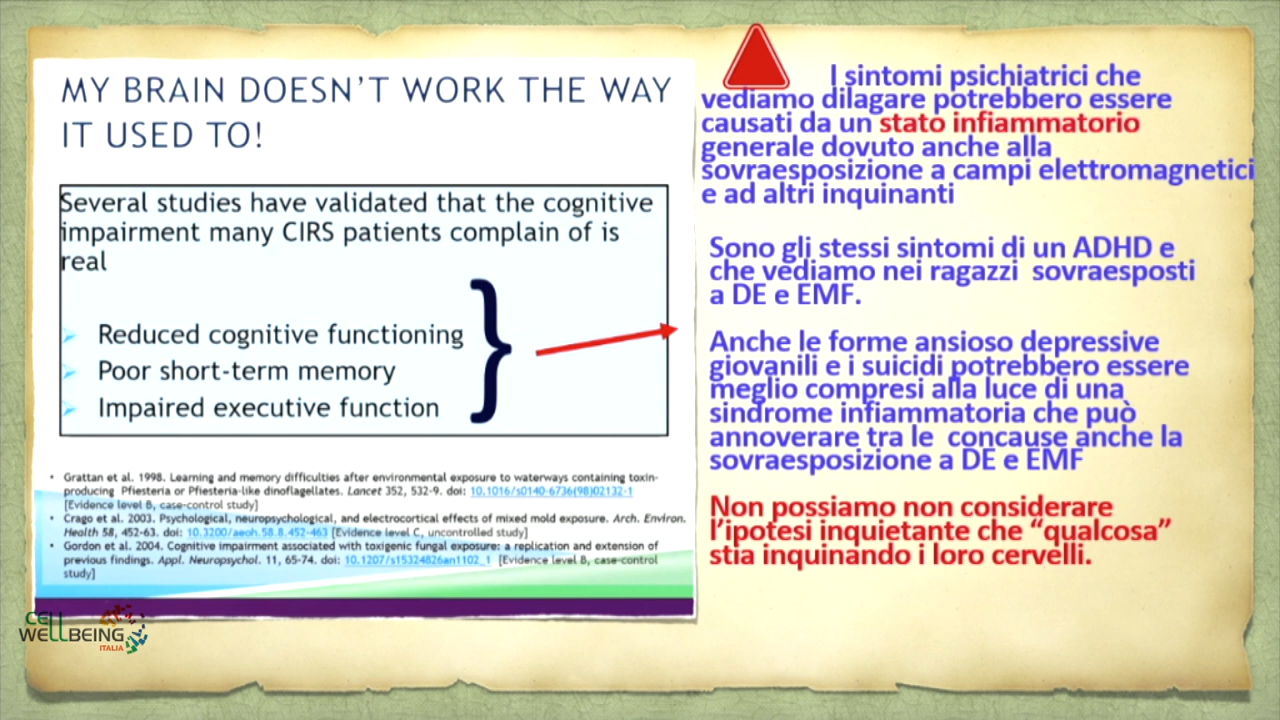 MY BRAIN DOESN'T WORK THE WAY
IT USED TO!
Several studies have validated that the cognitive
impairment many CIRS patients complain of is
real
Reduced cognitive functioning
Poor short-term memory
Impaired executive function
• Grattan et al. 1998. Learning and memory difficulties after environmental exposure to waterways containing toxin-
producing Pfiesteria or Pfiesteria-like dinoflagellates. Lancet 352, 532-9. doi: 10.1016/s0140-6736(98)02132-1
[Evidence level B, case-control study]
• Crago et al. 2003. Psychological, neuropsychological, and electrocortical effects of mixed mold exposure. Arch. Environ.
Health 58, 452-63. doi: 10.3200/aeoh.58.8.452-463 [Evidence level C, uncontrolled study]
• Gordon et al. 2004. Cognitive impairment associated with toxigenic fungal exposure: a replication and extension of
previous findings. Appl. Neuropsychol. 11, 65-74. doi: 10.1207/s15324826an1102_1 [Evidence level B, case-control
study]
CELL
WELLBEING
ITALIA
I sintomi psichiatrici che
vediamo dilagare potrebbero essere
causati da un stato infiammatorio
generale dovuto anche alla
sovraesposizione a campi elettromagnetici
e ad altri inquinanti
Sono gli stessi sintomi di un ADHD e
che vediamo nei ragazzi sovraesposti
a DE e EMF.
Anche le forme ansioso depressive
giovanili e i suicidi potrebbero essere
meglio compresi alla luce di una
sindrome infiammatoria che può
annoverare tra le concause anche la
sovraesposizione a DE e EMF
Non possiamo non considerare
l'ipotesi inquietante che "qualcosa"
stia inquinando i loro cervelli.